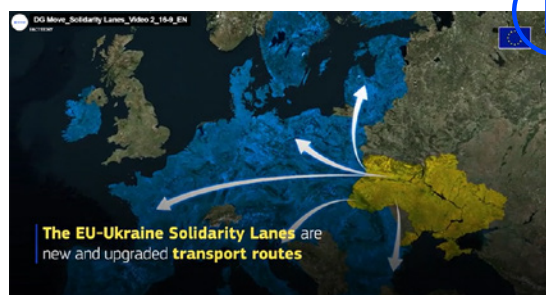 DG Move_Solidarity Lanes_Video 2_16-9_EN
The EU-Ukraine Solidarity Lanes are
new and upgraded transport routes